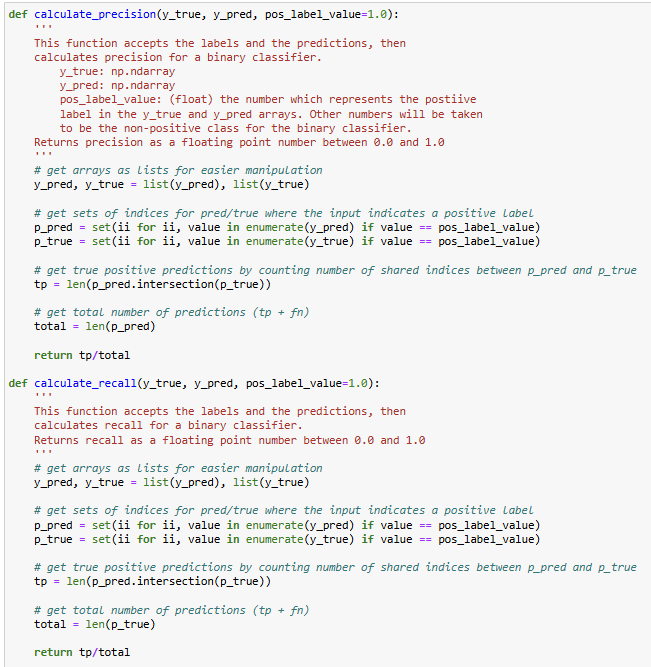 def calculate_precision(y_true, y_pred, pos_label_value=1.0):
    '''
    This function accepts the labels and the predictions, then
    calculates precision for a binary classifier.
        y_true: np.ndarray
        y_pred: np.ndarray
        pos_label_value: (float) the number which represents the postiive
        label in the y_true and y_pred arrays. Other numbers will be taken
        to be the non-positive class for the binary classifier.
    Returns precision as a floating point number between 0.0 and 1.0
    '''
    # get arrays as lists for easier manipulation
    y_pred, y_true = list(y_pred), list(y_true)
    # get sets of indices for pred/true where the input indicates a positive label
    p_pred = set(ii for ii, value in enumerate(y_pred) if value == pos_label_value)
    p_true = set(ii for ii, value in enumerate(y_true) if value == pos_label_value)
    # get true positive predictions by counting number of shared indices between p_pred and p_true
    tp = len(p_pred.intersection(p_true))
    # get total number of predictions (tp + fn)
    total = len(p_pred)
    return tp/total
def calculate_recall(y_true, y_pred, pos_label_value=1.0):
    '''
    This function accepts the labels and the predictions, then
    calculates recall for a binary classifier.
    Returns recall as a floating point number between 0.0 and 1.0
    '''
    # get arrays as lists for easier manipulation
    y_pred, y_true = list(y_pred), list(y_true)
    # get sets of indices for pred/true where the input indicates a positive label
    p_pred = set(ii for ii, value in enumerate(y_pred) if value == pos_label_value)
    p_true = set(ii for ii, value in enumerate(y_true) if value == pos_label_value)
    # get true positive predictions by counting number of shared indices between p_pred and p_true
    tp = len(p_pred.intersection(p_true))
    # get total number of predictions (tp + fn)
    total = len(p_true)
    return tp/total